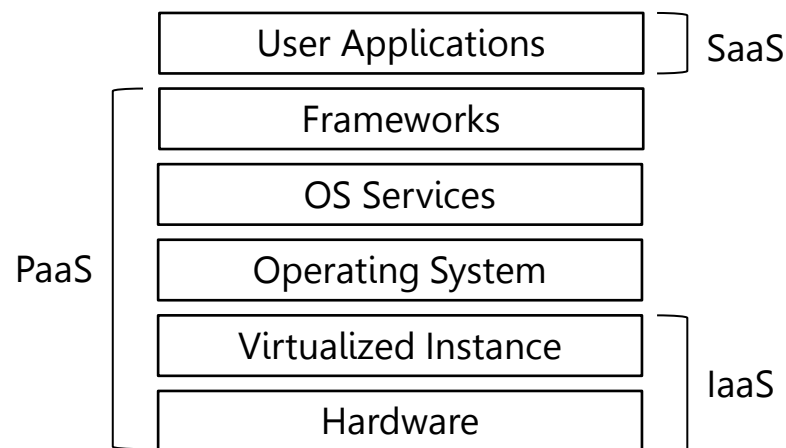 User Applications
SaaS
Frameworks
OS Services
PaaS
Operating System
Virtualized Instance
IaaS
Hardware